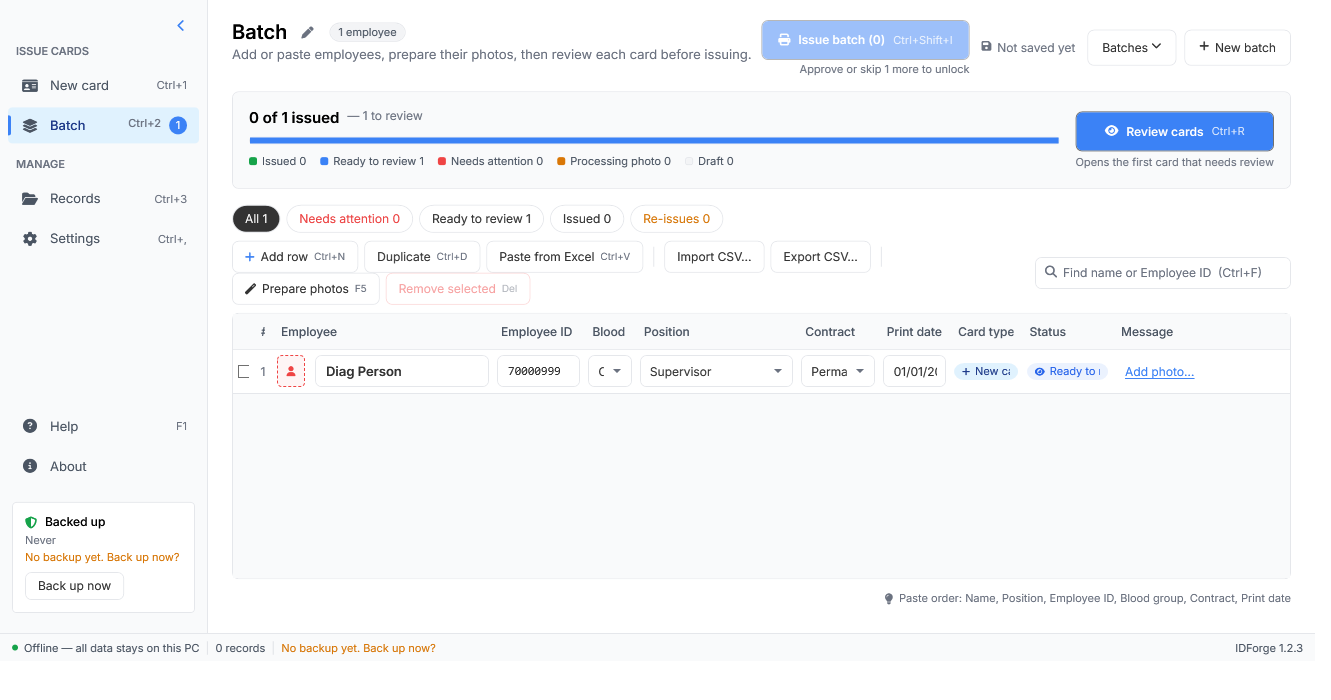 ISSUE CARDS
New card Ctrl+1
Batch Ctrl+2 1
MANAGE
Records Ctrl+3
Settings Ctrl+,
Help F1
About
Backed up
Never
No backup yet. Back up now?
Back up now
Batch 1 employee
Add or paste employees, prepare their photos, then review each card before issuing.
Issue batch (0) Ctrl+Shift+I
Approve or skip 1 more to unlock
Not saved yet
Batches
New batch
0 of 1 issued — 1 to review
Issued 0 Ready to review 1 Needs attention 0 Processing photo 0 Draft 0
Review cards Ctrl+R
Opens the first card that needs review
All 1 Needs attention 0 Ready to review 1 Issued 0 Re-issues 0
+ Add row Ctrl+N Duplicate Ctrl+D Paste from Excel Ctrl+V Import CSV... Export CSV...
Prepare photos F5 Remove selected Del
Find name or Employee ID (Ctrl+F)
# Employee Employee ID Blood Position Contract Print date Card type Status Message
1 Diag Person 70000999 Supervisor Perma 01/01/20 + New ca Ready to Add photo...
Paste order: Name, Position, Employee ID, Blood group, Contract, Print date
Offline — all data stays on this PC 0 records No backup yet. Back up now? IDForge 1.2.3